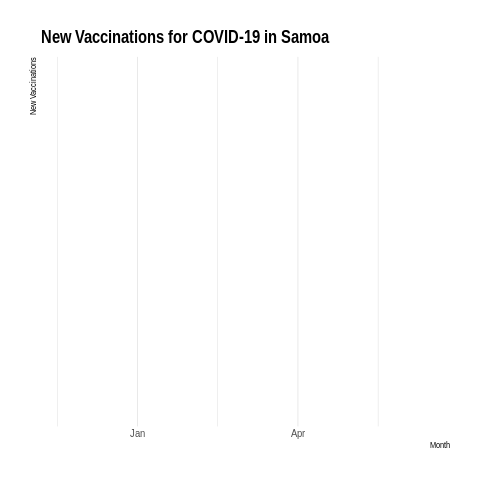 New Vaccinations for COVID-19 in Samoa
New Vaccinations
Jan
Apr
Month